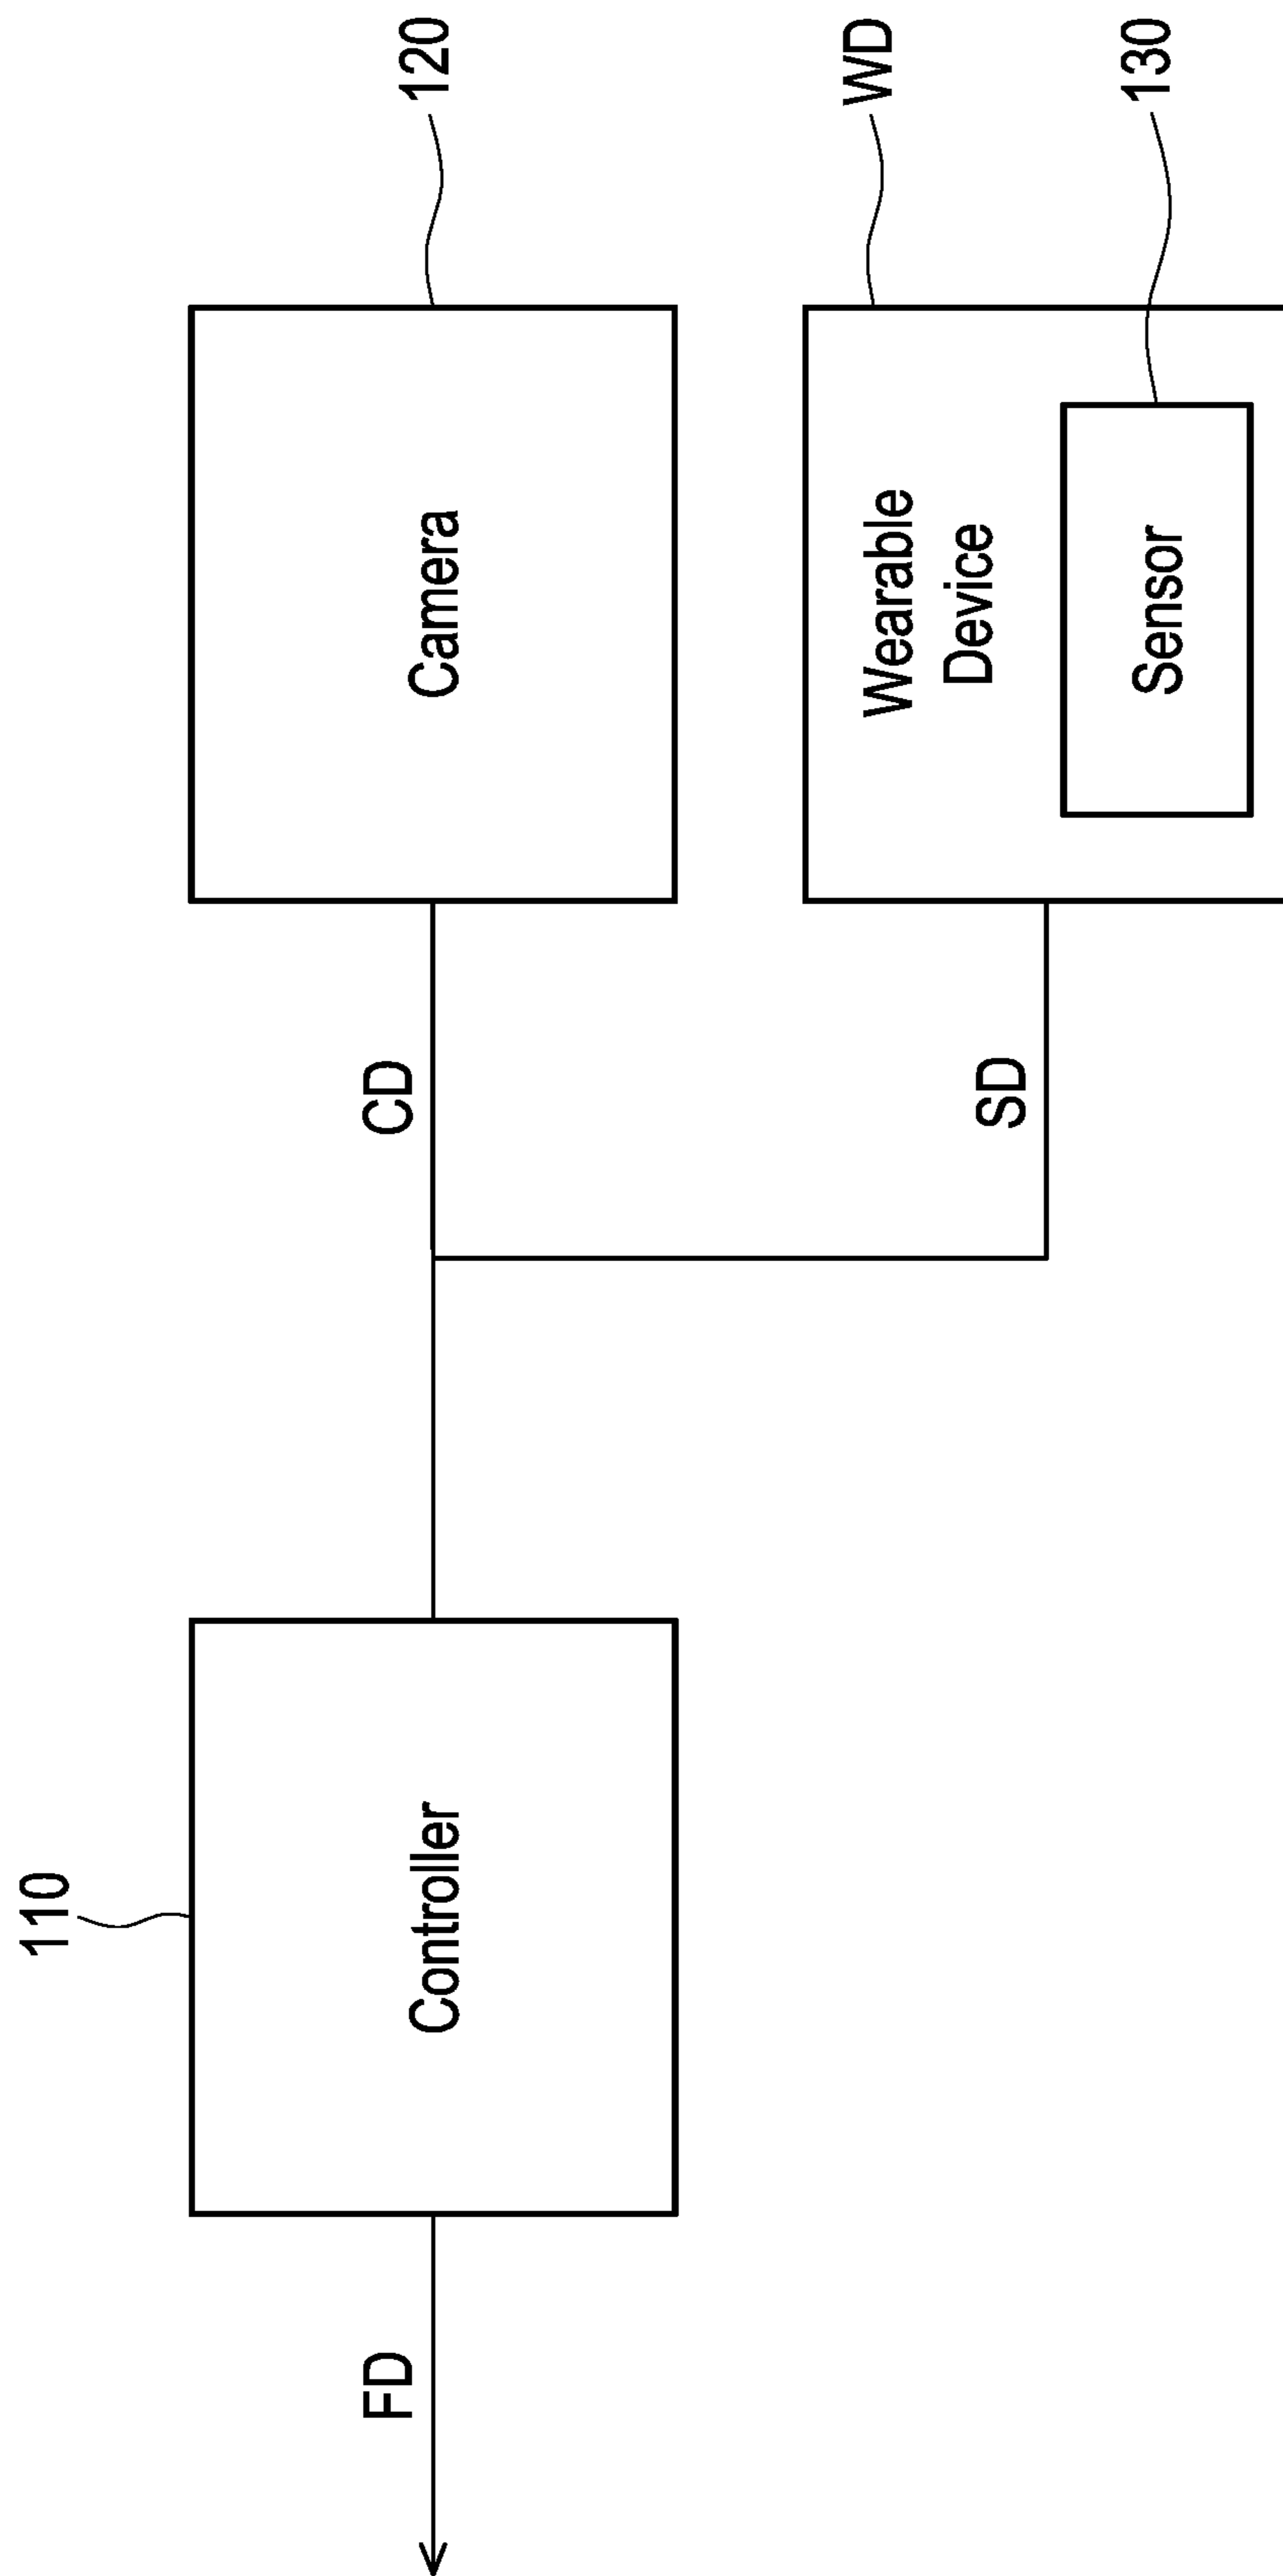 110
FD
CD
Controller
Camera
120
WD
Wearable
Device
SD
Sensor
130